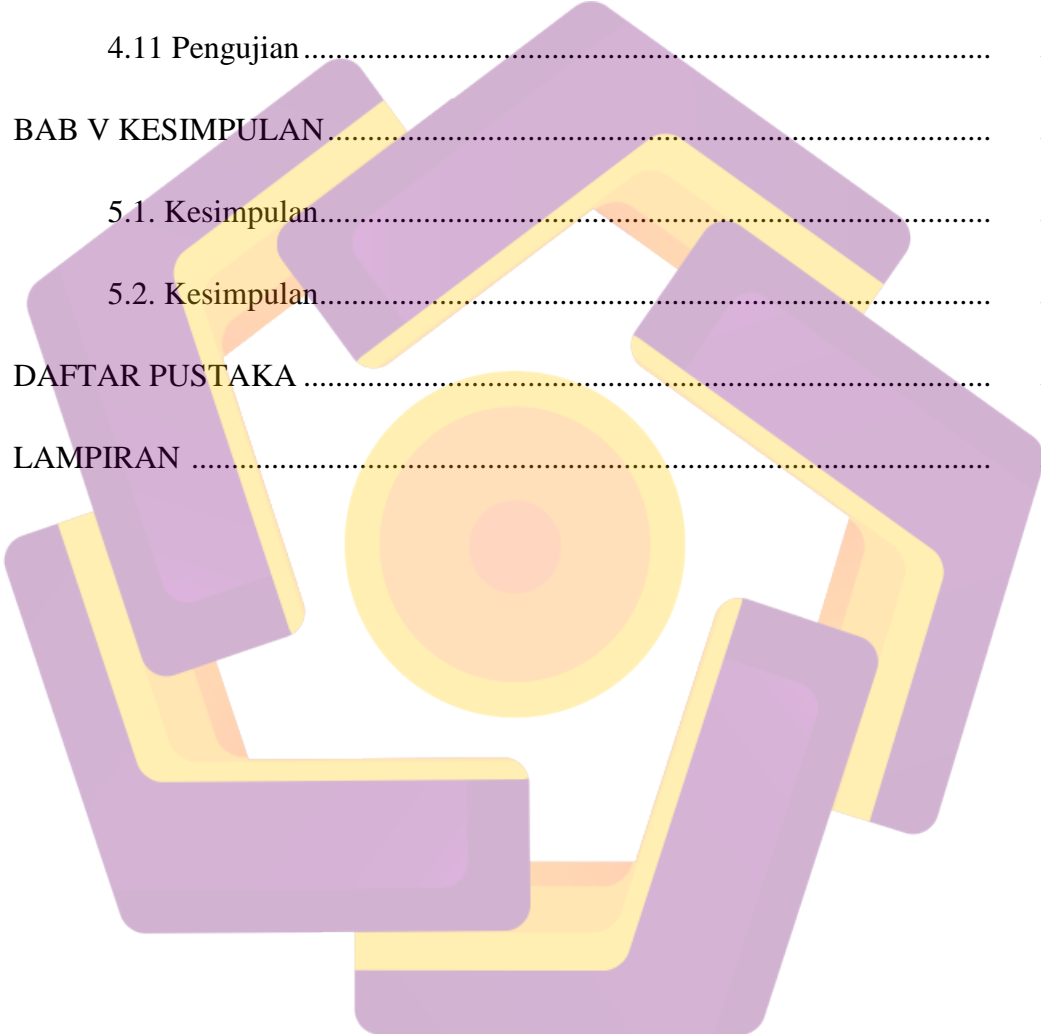 4.11 Pengujian ......................................................................................
BAB V KESIMPULAN...................................................................................
5.1. Kesimpulan....................................................................................
5.2. Kesimpulan....................................................................................
DAFTAR PUSTAKA ......................................................................................
LAMPIRAN ....................................................................................................